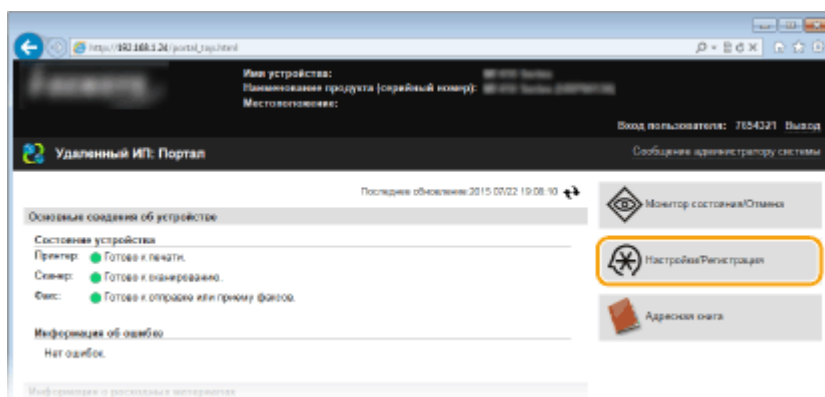 http://192.168.1.24/portal_top.html
Имя устройства:
Наименование продукта (серийный номер):
Местоположение:
Вход пользователя: 7654321 Выход
Удаленный ИП: Портал
Сообщение администратору системы
Последнее обновление: 2015 07/22 19:08:10
Основные сведения об устройстве
Состояние устройства
Принтер: Готово к печати.
Сканер: Готово к сканированию.
Факс: Готово к отправке или приему факсов.
Информация об ошибке
Нет ошибок.
Информация о расходных материалах
Монитор состояния/Отмена
Настройки/Регистрация
Адресная книга